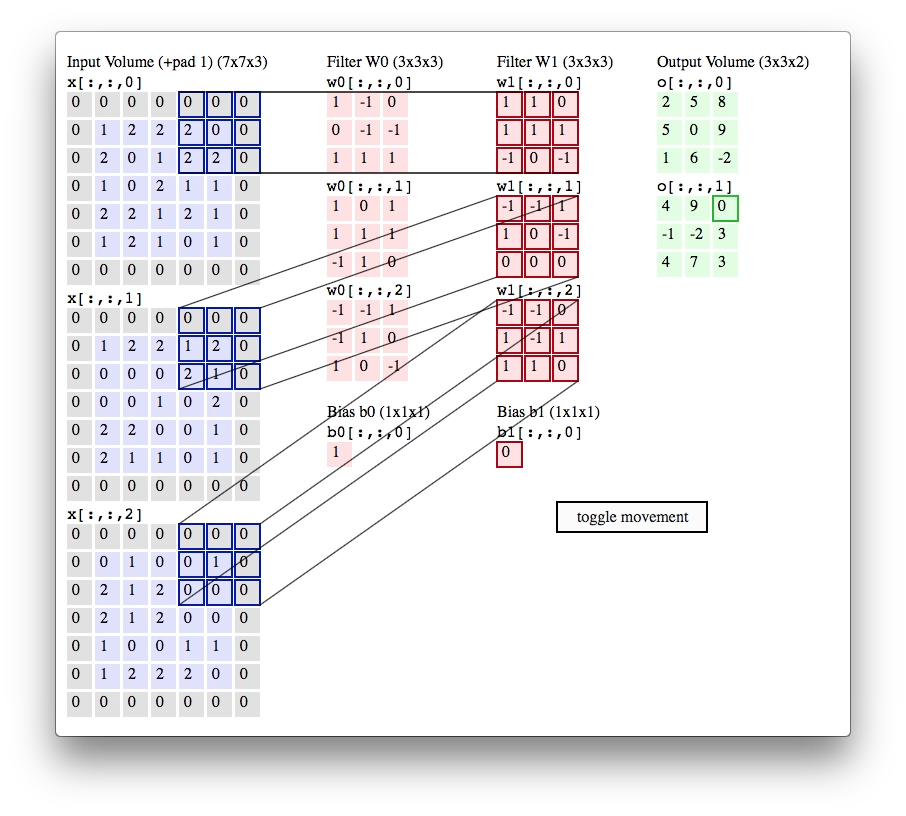 Input Volume (+pad 1) (7x7x3)
x[:,:,0]
0 0 0 0 0 0 0
0 1 2 2 2 0 0
0 2 0 1 2 2 0
0 1 0 2 1 1 0
0 2 2 1 2 1 0
0 1 2 1 0 1 0
0 0 0 0 0 0 0
x[:,:,1]
0 0 0 0 0 0 0
0 1 2 2 1 2 0
0 0 0 0 2 1 0
0 0 0 1 0 2 0
0 2 2 0 0 1 0
0 2 1 1 0 1 0
0 0 0 0 0 0 0
x[:,:,2]
0 0 0 0 0 0 0
0 0 1 0 0 1 0
0 2 1 2 0 0 0
0 2 1 2 0 0 0
0 1 0 0 1 1 0
0 1 2 2 2 0 0
0 0 0 0 0 0 0
Filter W0 (3x3x3)
w0[:,:,0]
1 -1 0
0 -1 -1
1 1 1
w0[:,:,1]
1 0 1
1 1 1
-1 1 0
w0[:,:,2]
-1 -1 1
-1 1 0
1 0 -1
Bias b0 (1x1x1)
b0[:,:,0]
1
Filter W1 (3x3x3)
w1[:,:,0]
1 1 0
1 1 1
-1 0 -1
w1[:,:,1]
-1 -1 1
1 0 -1
0 0 0
w1[:,:,2]
-1 -1 0
1 -1 1
1 1 0
Bias b1 (1x1x1)
b1[:,:,0]
0
Output Volume (3x3x2)
o[:,:,0]
2 5 8
5 0 9
1 6 -2
o[:,:,1]
4 9 0
-1 -2 3
4 7 3
toggle movement